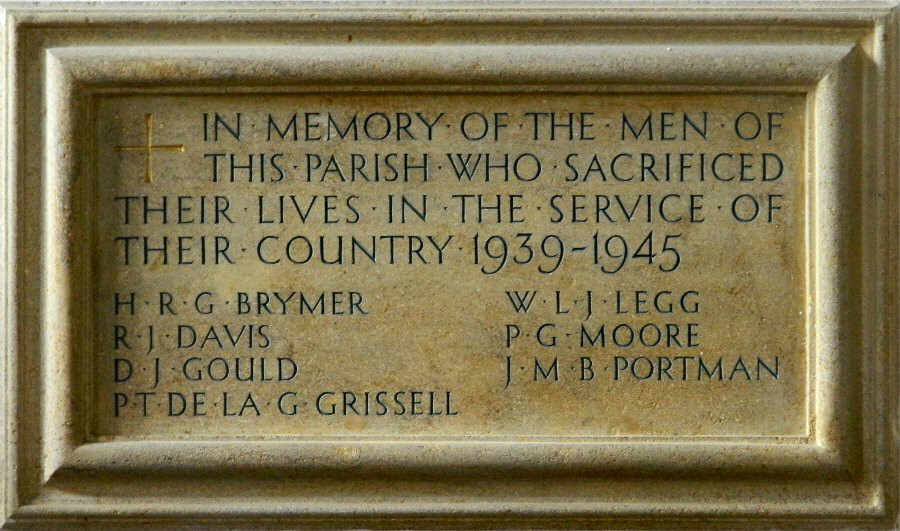 IN·MEMORY·OF·THE·MEN·OF
THIS·PARISH·WHO·SACRIFICED
THEIR·LIVES·IN·THE·SERVICE·OF
THEIR·COUNTRY·1939-1945
H·R·G·BRYMER
R·J·DAVIS
D·J·GOULD
P·T·DE·LA·G·GRISSELL
W·L·J·LEGG
P·G·MOORE
J·M·B·PORTMAN